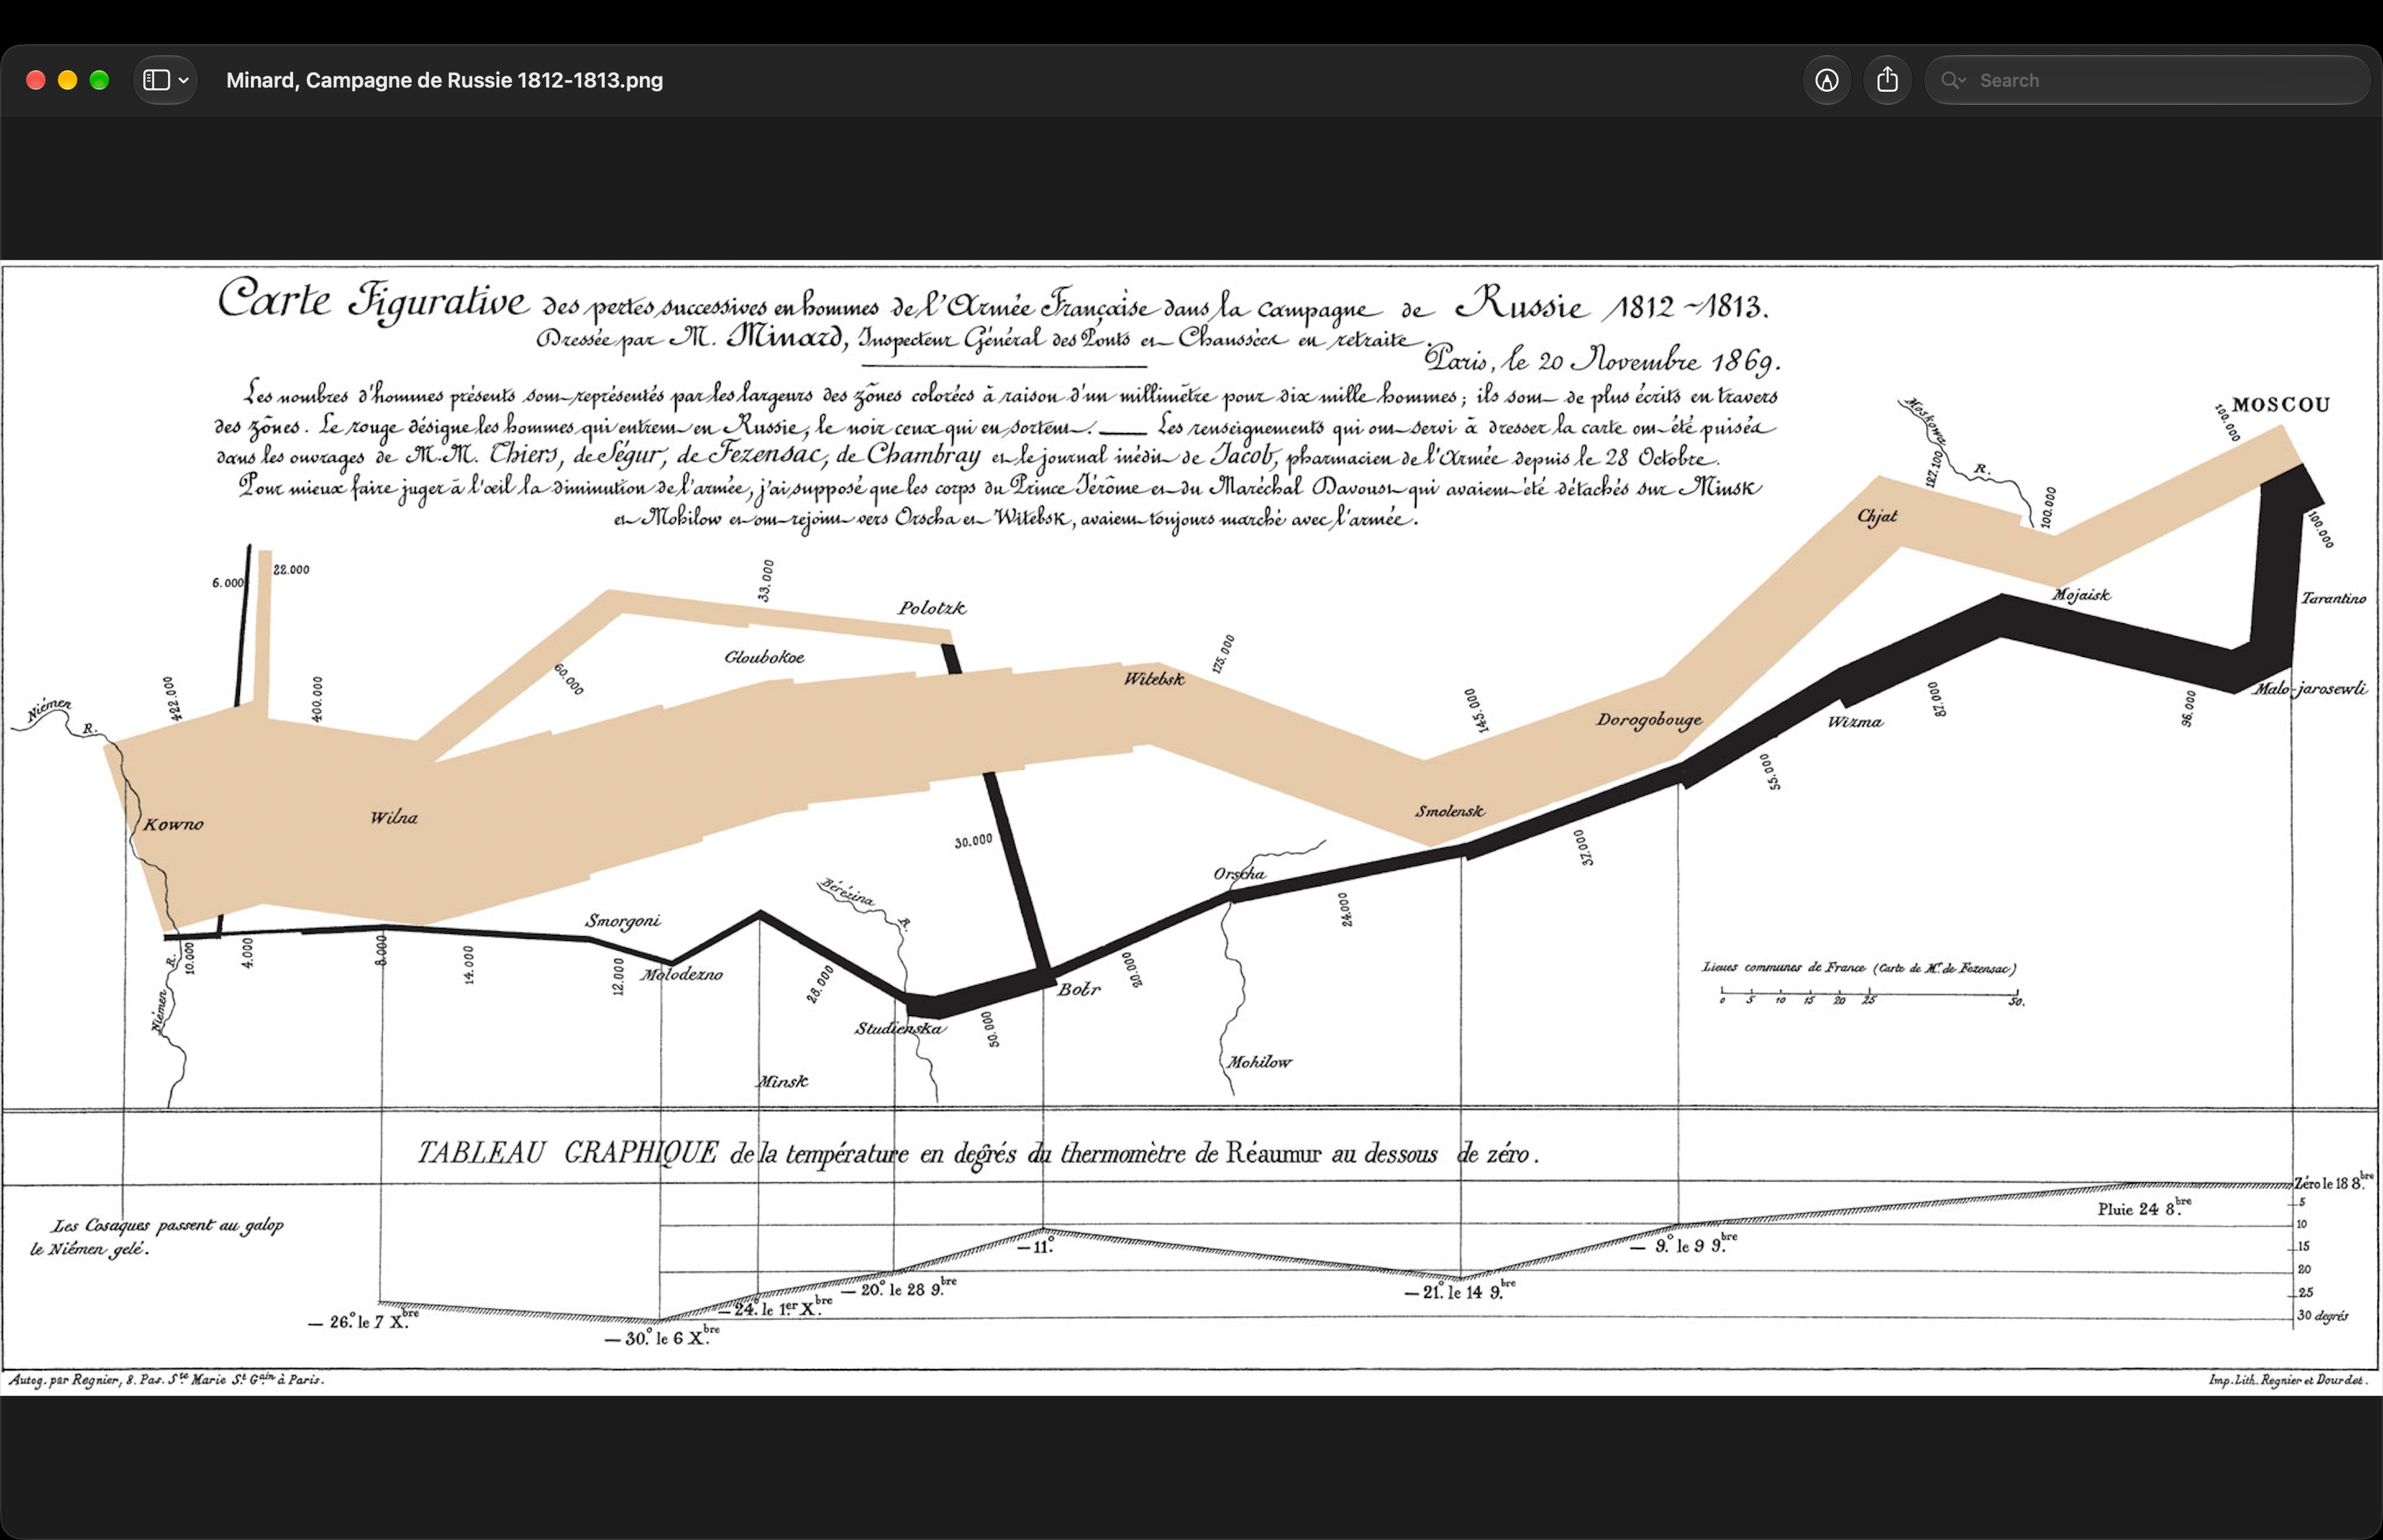 Minard, Campagne de Russie 1812-1813.png
Search
Carte Figurative des pertes successives en hommes de l'Armée Française dans la campagne de Russie 1812~1813.
Dressée par M. Minard, Inspecteur Général des Ponts et Chaussées en retraite.
Paris, le 20 Novembre 1869.
Les nombres d'hommes présents sont représentés par les largeurs des zônes colorées à raison d'un millimètre pour dix mille hommes; ils sont de plus écrits en travers
des zônes. Le rouge désigne les hommes qui entrent en Russie, le noir ceux qui en sortent. — Les renseignements qui ont servi à dresser la carte ont été puisés
dans les ouvrages de M.M. Thiers, de Ségur, de Fezensac, de Chambray et le journal inédit de Jacob, pharmacien de l'Armée depuis le 28 Octobre.
Pour mieux faire juger à l'œil la diminution de l'armée, j'ai supposé que les corps du Prince Jérôme et du Maréchal Davoust qui avaient été détachés sur Minsk
et Mohilow et ont rejoint vers Orscha et Witebsk, avaient toujours marché avec l'armée.
Moskowa R.
100.000
MOSCOU
127.100
100.000
Chjat
Mojaisk
100.000
Tarantino
Malo-jarosewli
6.000
22.000
60.000
33.000
Polotzk
Gloubokoe
Niémen R.
422.000
400.000
Kowno
Wilna
Witebsk
175.000
145.000
Smolensk
Dorogobouge
Wizma
55.000
87.000
96.000
37.000
30.000
Bérézina R.
Orscha
24.000
Niémen R.
10.000
4.000
8.000
14.000
Smorgoni
12.000
Molodezno
28.000
Studienska
50.000
Bobr
20.000
Minsk
Mohilow
Lieues communes de France (Carte de Mr. de Fezensac)
0 5 10 15 20 25 50.
TABLEAU GRAPHIQUE de la température en degrés du thermomètre de Réaumur au dessous de zéro.
Les Cosaques passent au galop
le Niémen gelé.
— 26.° le 7 X.bre
— 30.° le 6 X.bre
— 24.° le 1er X.bre
— 20.° le 28 9.bre
— 11.°
— 21.° le 14 9.bre
— 9.° le 9 9.bre
Pluie 24 8.bre
Zéro le 18 8.bre
5
10
15
20
25
30 degrés
Autog. par Regnier, 8. Pas. Ste. Marie St. Gain à Paris.
Imp. Lith. Regnier et Dourdet.